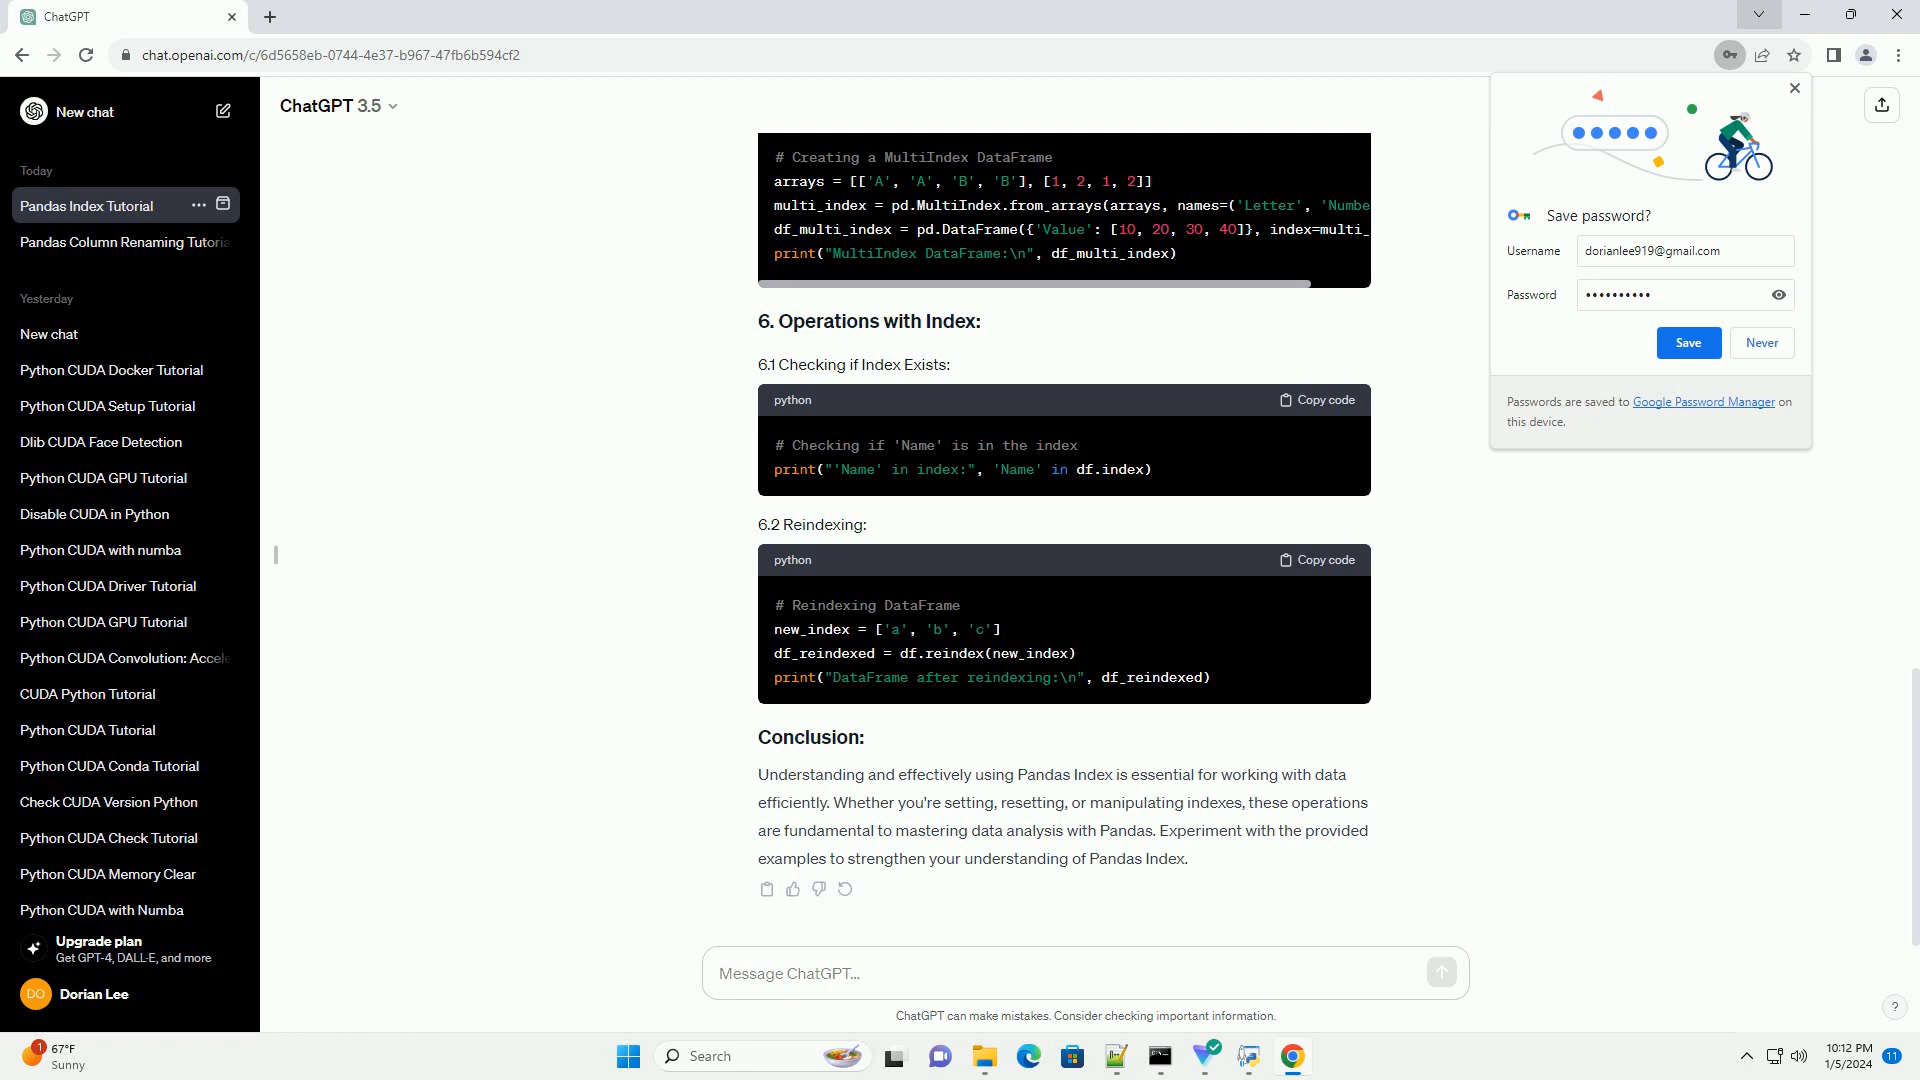 ChatGPT
chat.openai.com/c/6d5658eb-0744-4e37-b967-47fb6b594cf2
New chat
Today
Pandas Index Tutorial
Pandas Column Renaming Tutoria
Yesterday
New chat
Python CUDA Docker Tutorial
Python CUDA Setup Tutorial
Dlib CUDA Face Detection
Python CUDA GPU Tutorial
Disable CUDA in Python
Python CUDA with numba
Python CUDA Driver Tutorial
Python CUDA GPU Tutorial
Python CUDA Convolution: Accele
CUDA Python Tutorial
Python CUDA Tutorial
Python CUDA Conda Tutorial
Check CUDA Version Python
Python CUDA Check Tutorial
Python CUDA Memory Clear
Python CUDA with Numba
Upgrade plan
Get GPT-4, DALL·E, and more
DO Dorian Lee
ChatGPT 3.5
# Creating a MultiIndex DataFrame
arrays = [['A', 'A', 'B', 'B'], [1, 2, 1, 2]]
multi_index = pd.MultiIndex.from_arrays(arrays, names=('Letter', 'Numbe
df_multi_index = pd.DataFrame({'Value': [10, 20, 30, 40]}, index=multi_
print("MultiIndex DataFrame:\n", df_multi_index)
6. Operations with Index:
6.1 Checking if Index Exists:
python Copy code
# Checking if 'Name' is in the index
print("'Name' in index:", 'Name' in df.index)
6.2 Reindexing:
python Copy code
# Reindexing DataFrame
new_index = ['a', 'b', 'c']
df_reindexed = df.reindex(new_index)
print("DataFrame after reindexing:\n", df_reindexed)
Conclusion:
Understanding and effectively using Pandas Index is essential for working with data
efficiently. Whether you're setting, resetting, or manipulating indexes, these operations
are fundamental to mastering data analysis with Pandas. Experiment with the provided
examples to strengthen your understanding of Pandas Index.
Message ChatGPT...
ChatGPT can make mistakes. Consider checking important information.
?
Save password?
Username dorianlee919@gmail.com
Password ••••••••••
Save Never
Passwords are saved to Google Password Manager on
this device.
1 67°F
Sunny
Search
10:12 PM
1/5/2024
11